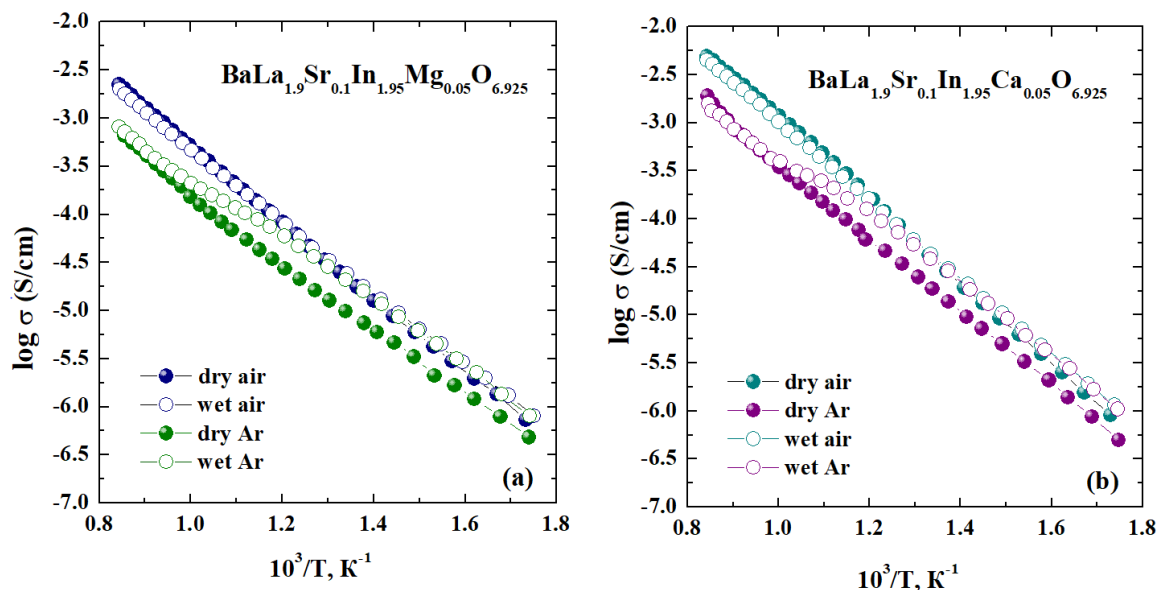 -2.0
-2.5
-3.0
-3.5
-4.0
-4.5
-5.0
-5.5
-6.0
-6.5
-7.0
log σ (S/cm)
BaLa1.9Sr0.1In1.95Mg0.05O6.925
dry air
wet air
dry Ar
wet Ar
(a)
0.8 1.0 1.2 1.4 1.6 1.8
10³/T, K⁻¹
-2.0
-2.5
-3.0
-3.5
-4.0
-4.5
-5.0
-5.5
-6.0
-6.5
-7.0
log σ (S/cm)
BaLa1.9Sr0.1In1.95Ca0.05O6.925
dry air
dry Ar
wet air
wet Ar
(b)
0.8 1.0 1.2 1.4 1.6 1.8
10³/T, K⁻¹